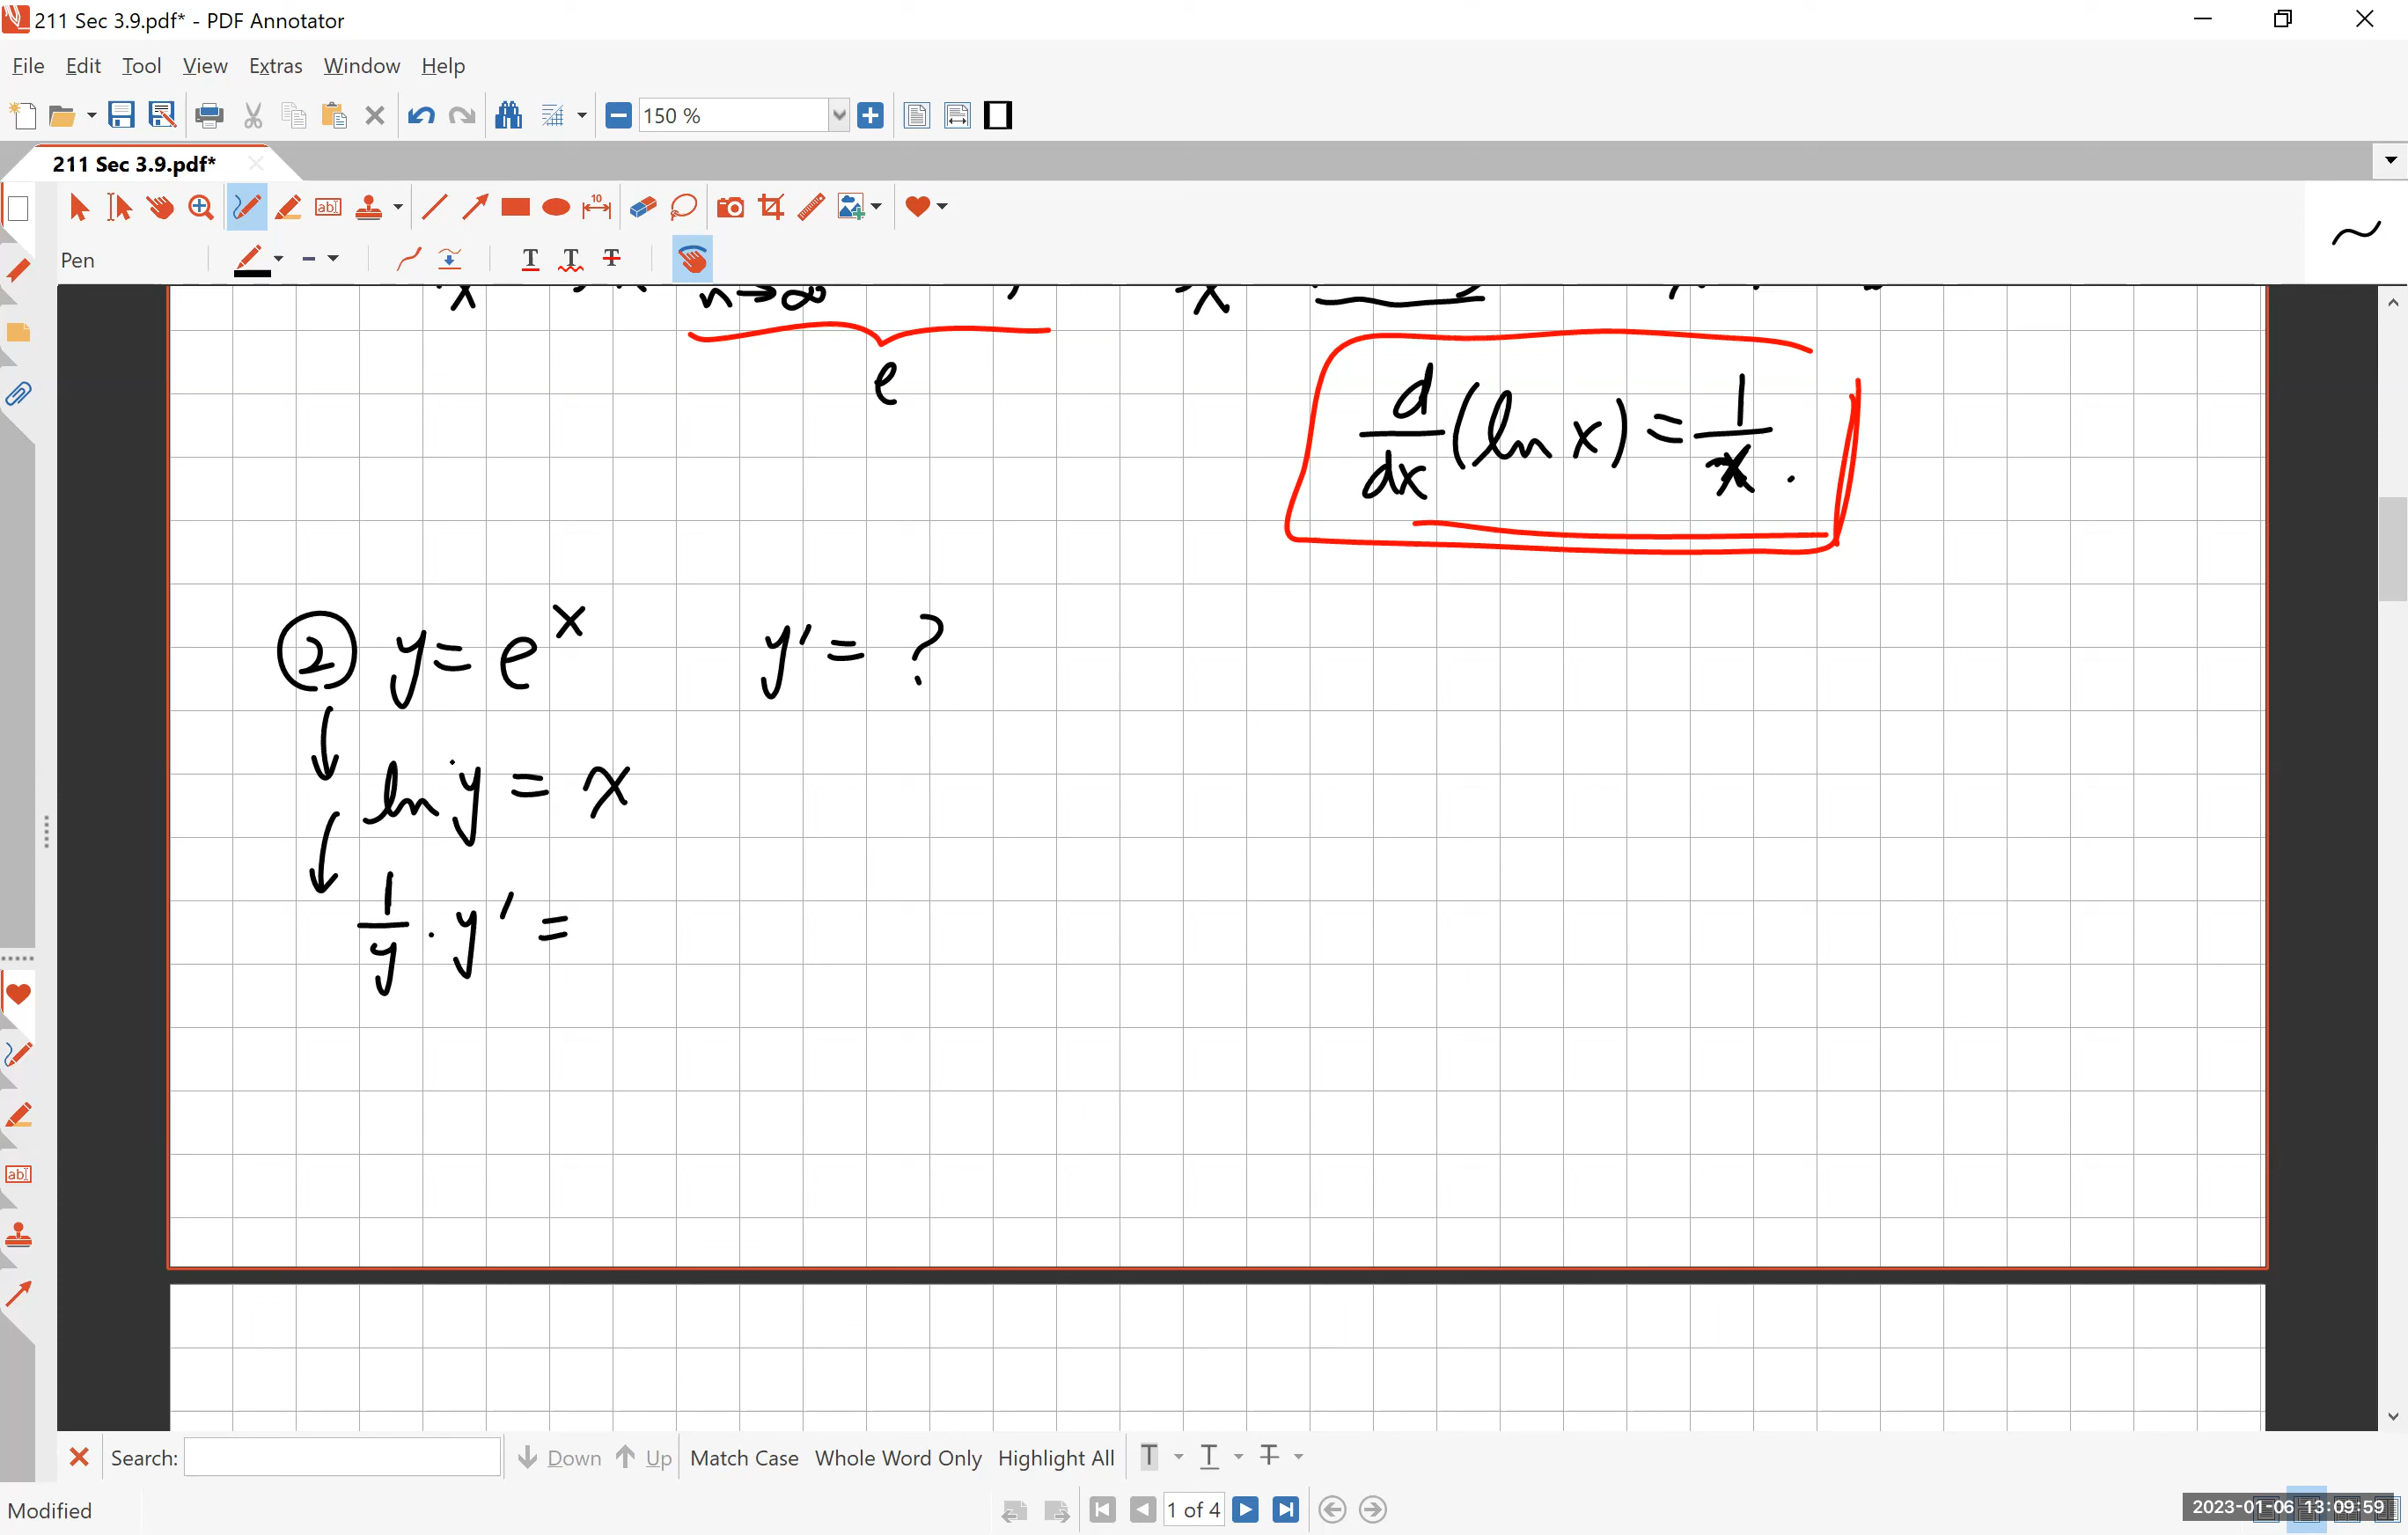 211 Sec 3.9.pdf* - PDF Annotator
File Edit Tool View Extras Window Help
150 %
211 Sec 3.9.pdf*
Pen
n→∞
e
d/dx (ln x) = 1/x .
② y = e^x y' = ?
ln y = x
1/y · y' =
Search: Down Up Match Case Whole Word Only Highlight All
Modified
1 of 4
2023-01-06 13:09:59